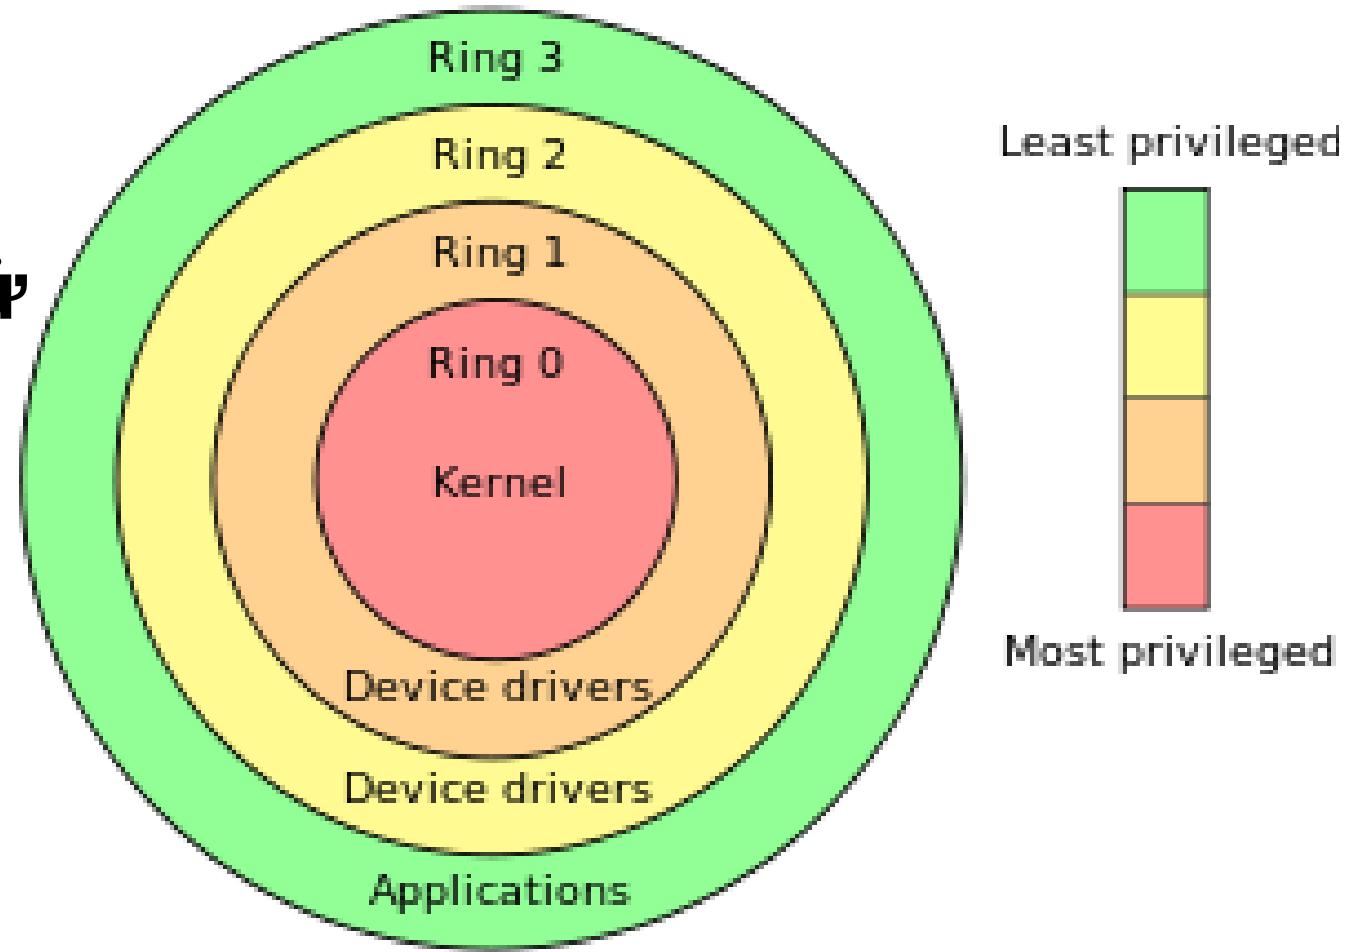 Ring 3
Ring 2
Ring 1
Ring 0
Kernel
Device drivers
Device drivers
Applications
Least privileged
Most privileged